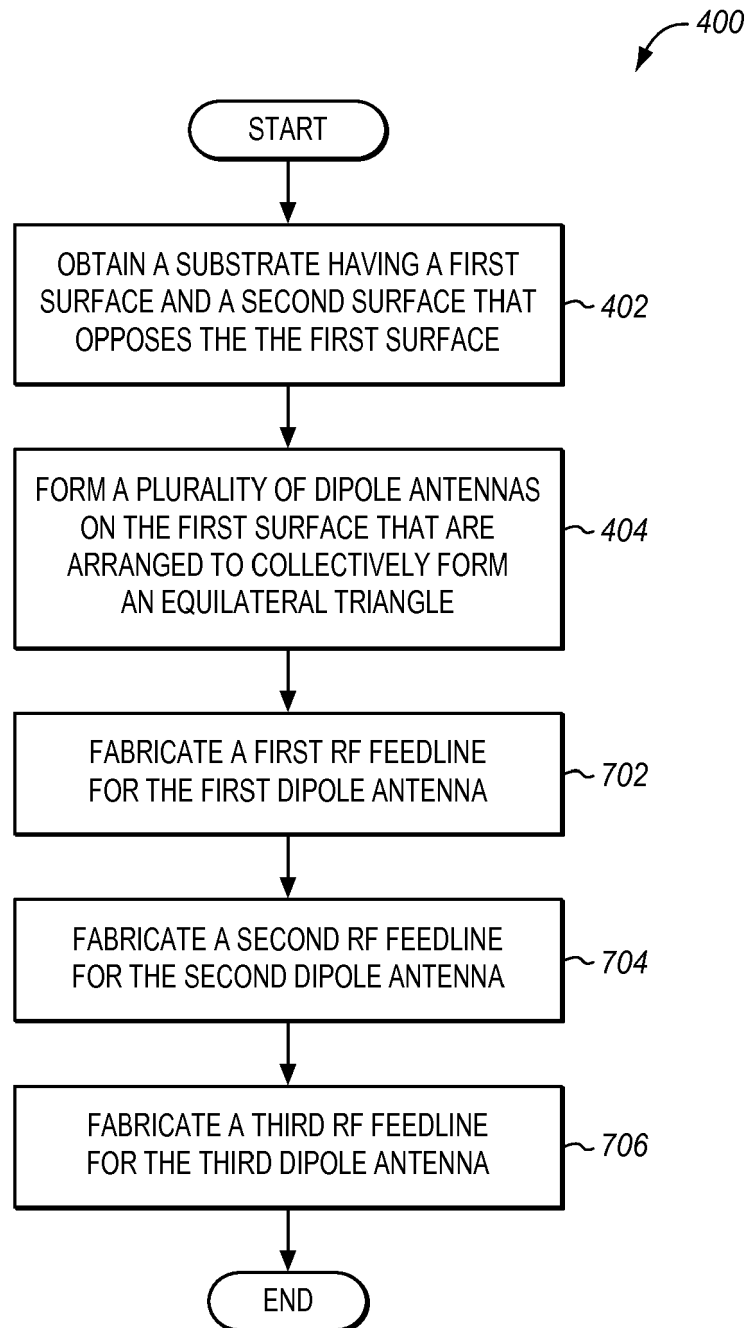 400
START
OBTAIN A SUBSTRATE HAVING A FIRST
SURFACE AND A SECOND SURFACE THAT
OPPOSES THE THE FIRST SURFACE
402
FORM A PLURALITY OF DIPOLE ANTENNAS
ON THE FIRST SURFACE THAT ARE
ARRANGED TO COLLECTIVELY FORM
AN EQUILATERAL TRIANGLE
404
FABRICATE A FIRST RF FEEDLINE
FOR THE FIRST DIPOLE ANTENNA
702
FABRICATE A SECOND RF FEEDLINE
FOR THE SECOND DIPOLE ANTENNA
704
FABRICATE A THIRD RF FEEDLINE
FOR THE THIRD DIPOLE ANTENNA
706
END